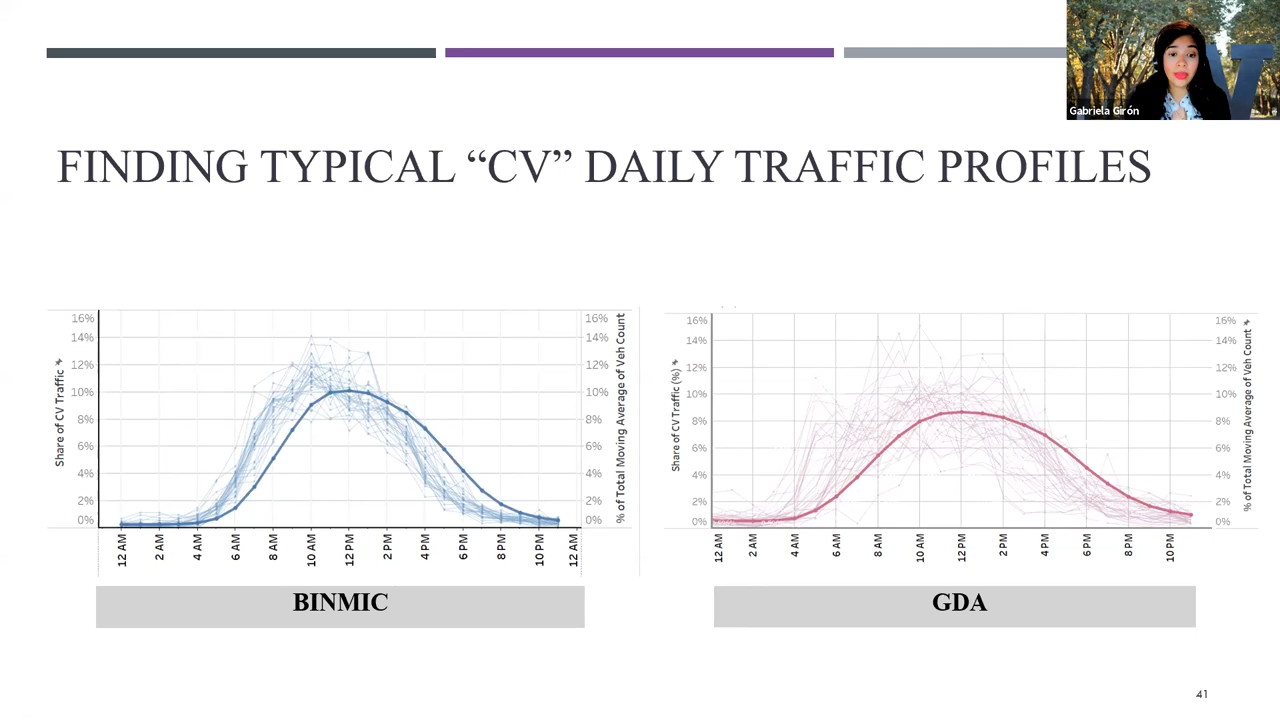 Gabriela Girón
FINDING TYPICAL “CV” DAILY TRAFFIC PROFILES
Share of CV Traffic
16%
14%
12%
10%
8%
6%
4%
2%
0%
16%
14%
12%
10%
8%
6%
4%
2%
0%
% of Total Moving Average of Veh Count
12 AM
2 AM
4 AM
6 AM
8 AM
10 AM
12 PM
2 PM
4 PM
6 PM
8 PM
10 PM
12 AM
BINMIC
Share of CV Traffic (%)
16%
14%
12%
10%
8%
6%
4%
2%
0%
16%
14%
12%
10%
8%
6%
4%
2%
0%
% of Total Moving Average of Veh Count
12 AM
2 AM
4 AM
6 AM
8 AM
10 AM
12 PM
2 PM
4 PM
6 PM
8 PM
10 PM
GDA
41